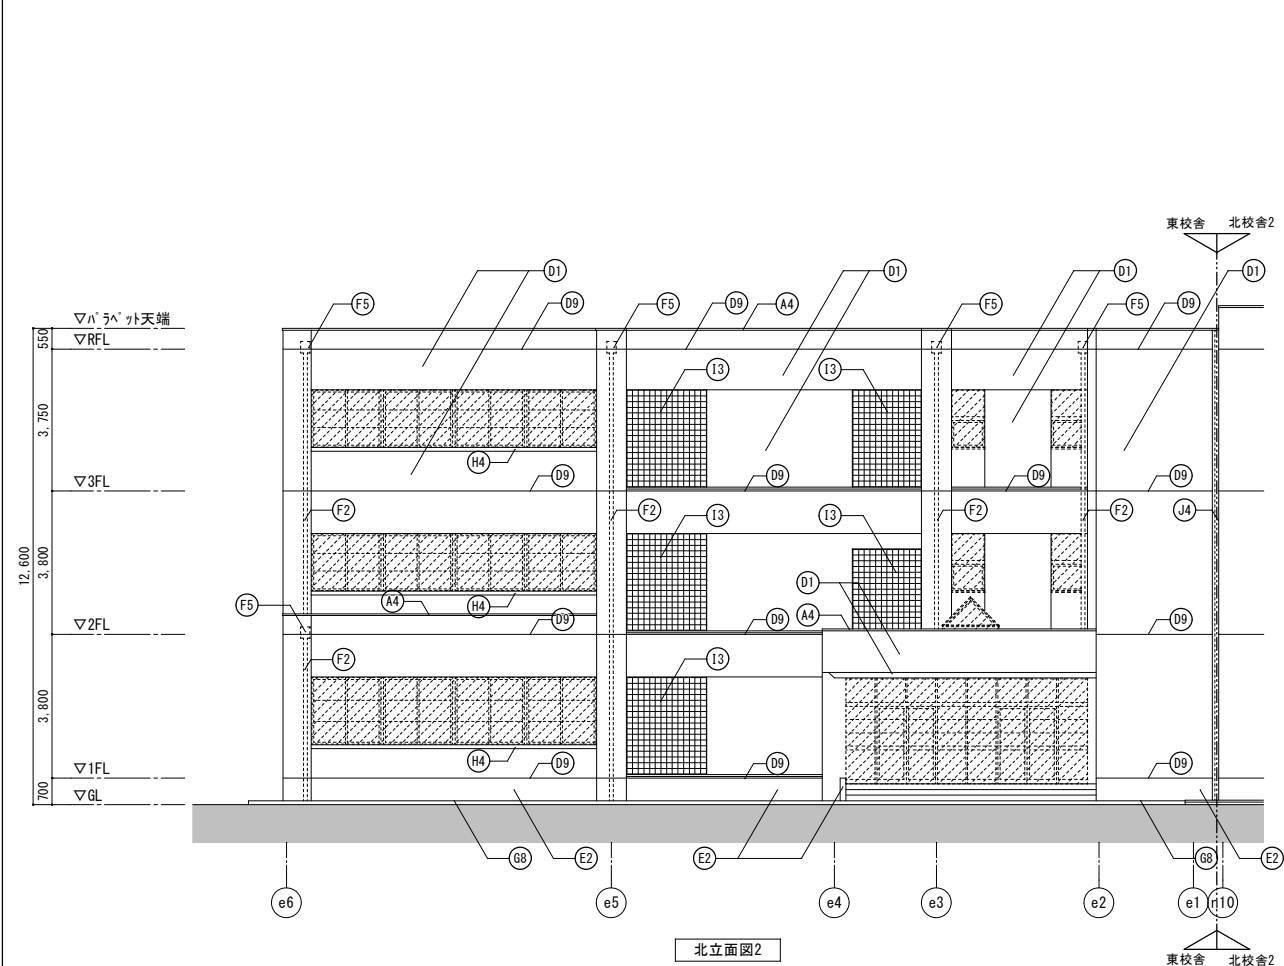 東校舎 北校舎2
D1 D1 D1 D1
F5 D9 F5 D9 A4 F5 F5 D9
▽パラペット天端
550
▽RFL
I3 I3
3,750
H4
▽3FL
D9 D9 D9 D9
F2 F2 F2 F2 J4
I3 I3
12,600
3,800
D1
F5 A4 H4
A4
▽2FL
D9 D9 D9
F2 I3
3,800
H4
▽1FL
D9 D9 D9
700
▽GL
G8 E2 E2 G8 E2
e6 e5 e4 e3 e2 e1 n10
北立面図2
東校舎 北校舎2